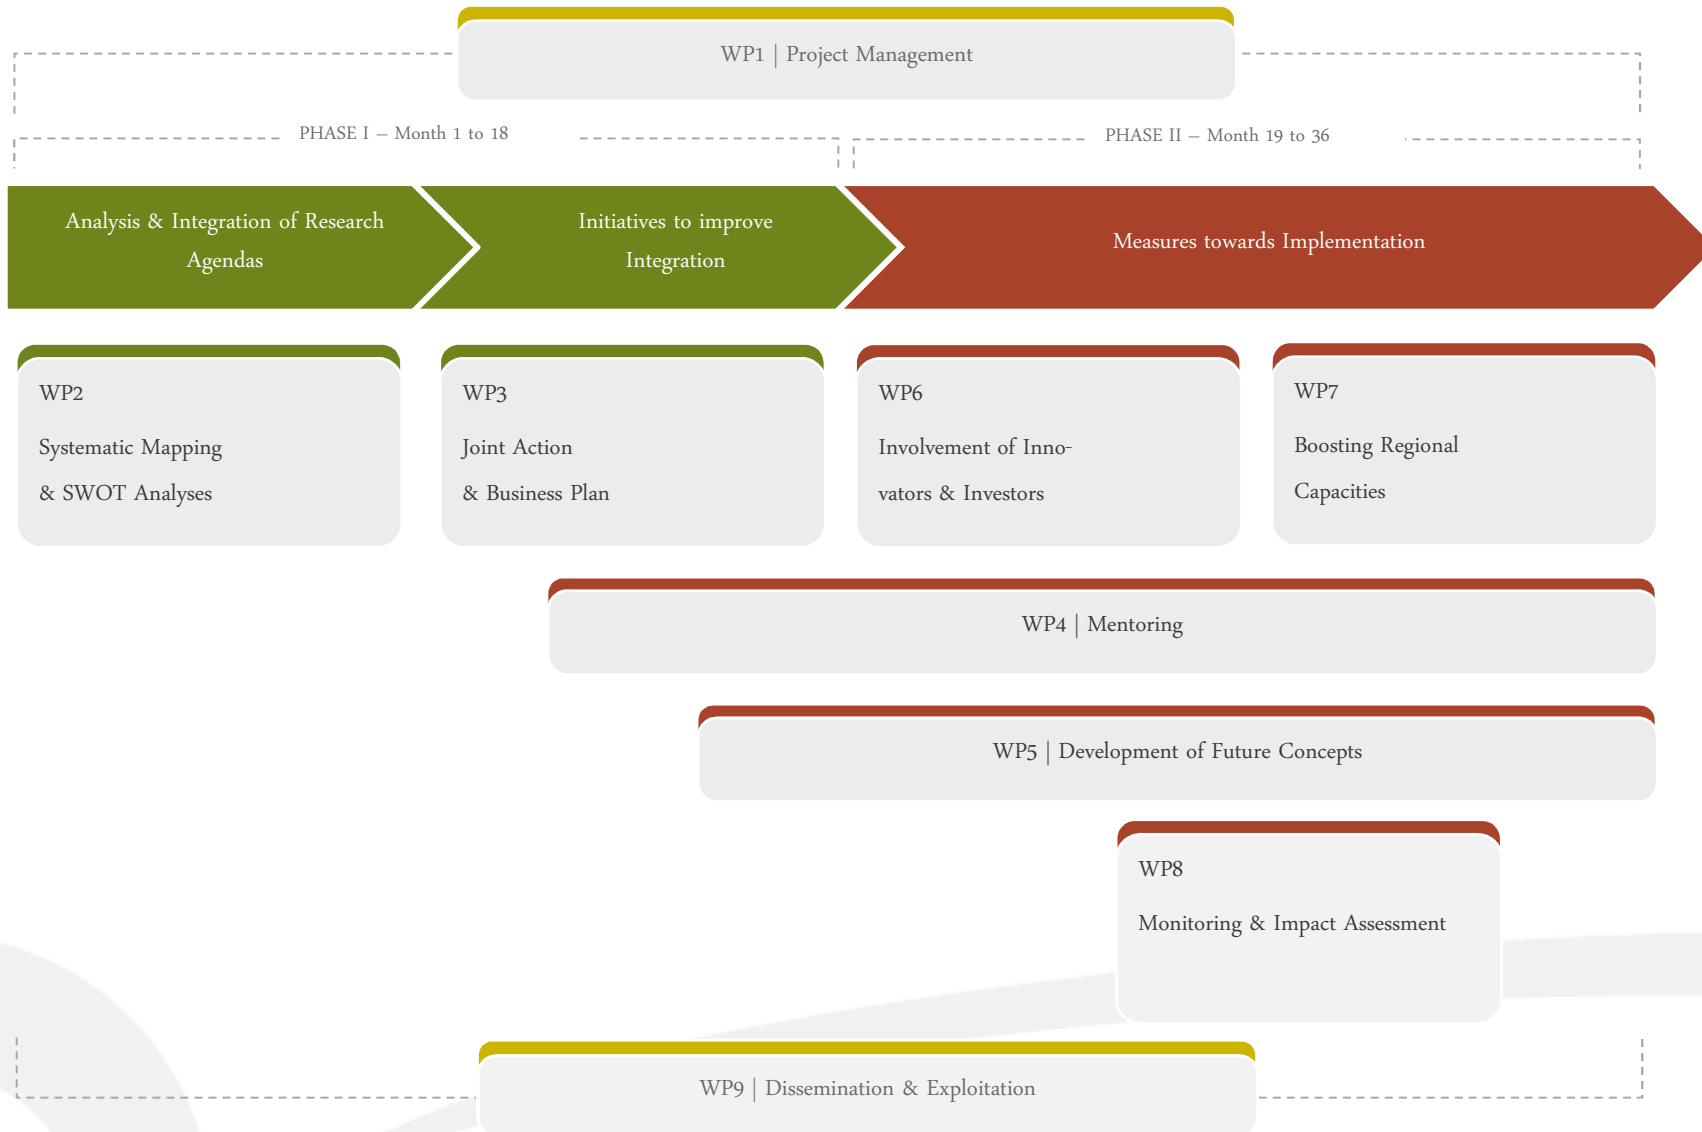 WP1 | Project Management
PHASE I – Month 1 to 18
PHASE II – Month 19 to 36
Analysis & Integration of Research
Agendas
Initiatives to improve
Integration
Measures towards Implementation
WP2
Systematic Mapping
& SWOT Analyses
WP3
Joint Action
& Business Plan
WP6
Involvement of Inno-
vators & Investors
WP7
Boosting Regional
Capacities
WP4 | Mentoring
WP5 | Development of Future Concepts
WP8
Monitoring & Impact Assessment
WP9 | Dissemination & Exploitation